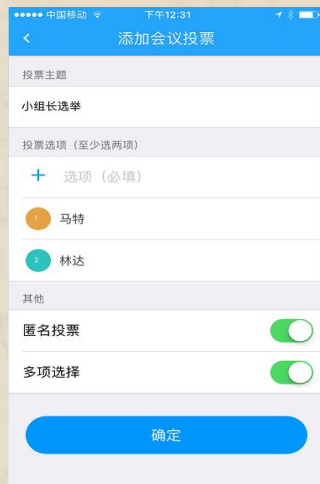 中国移动 下午12:31
添加会议投票
投票主题
小组长选举
投票选项（至少选两项）
+ 选项（必填）
1 马特
2 林达
其他
匿名投票
多项选择
确定